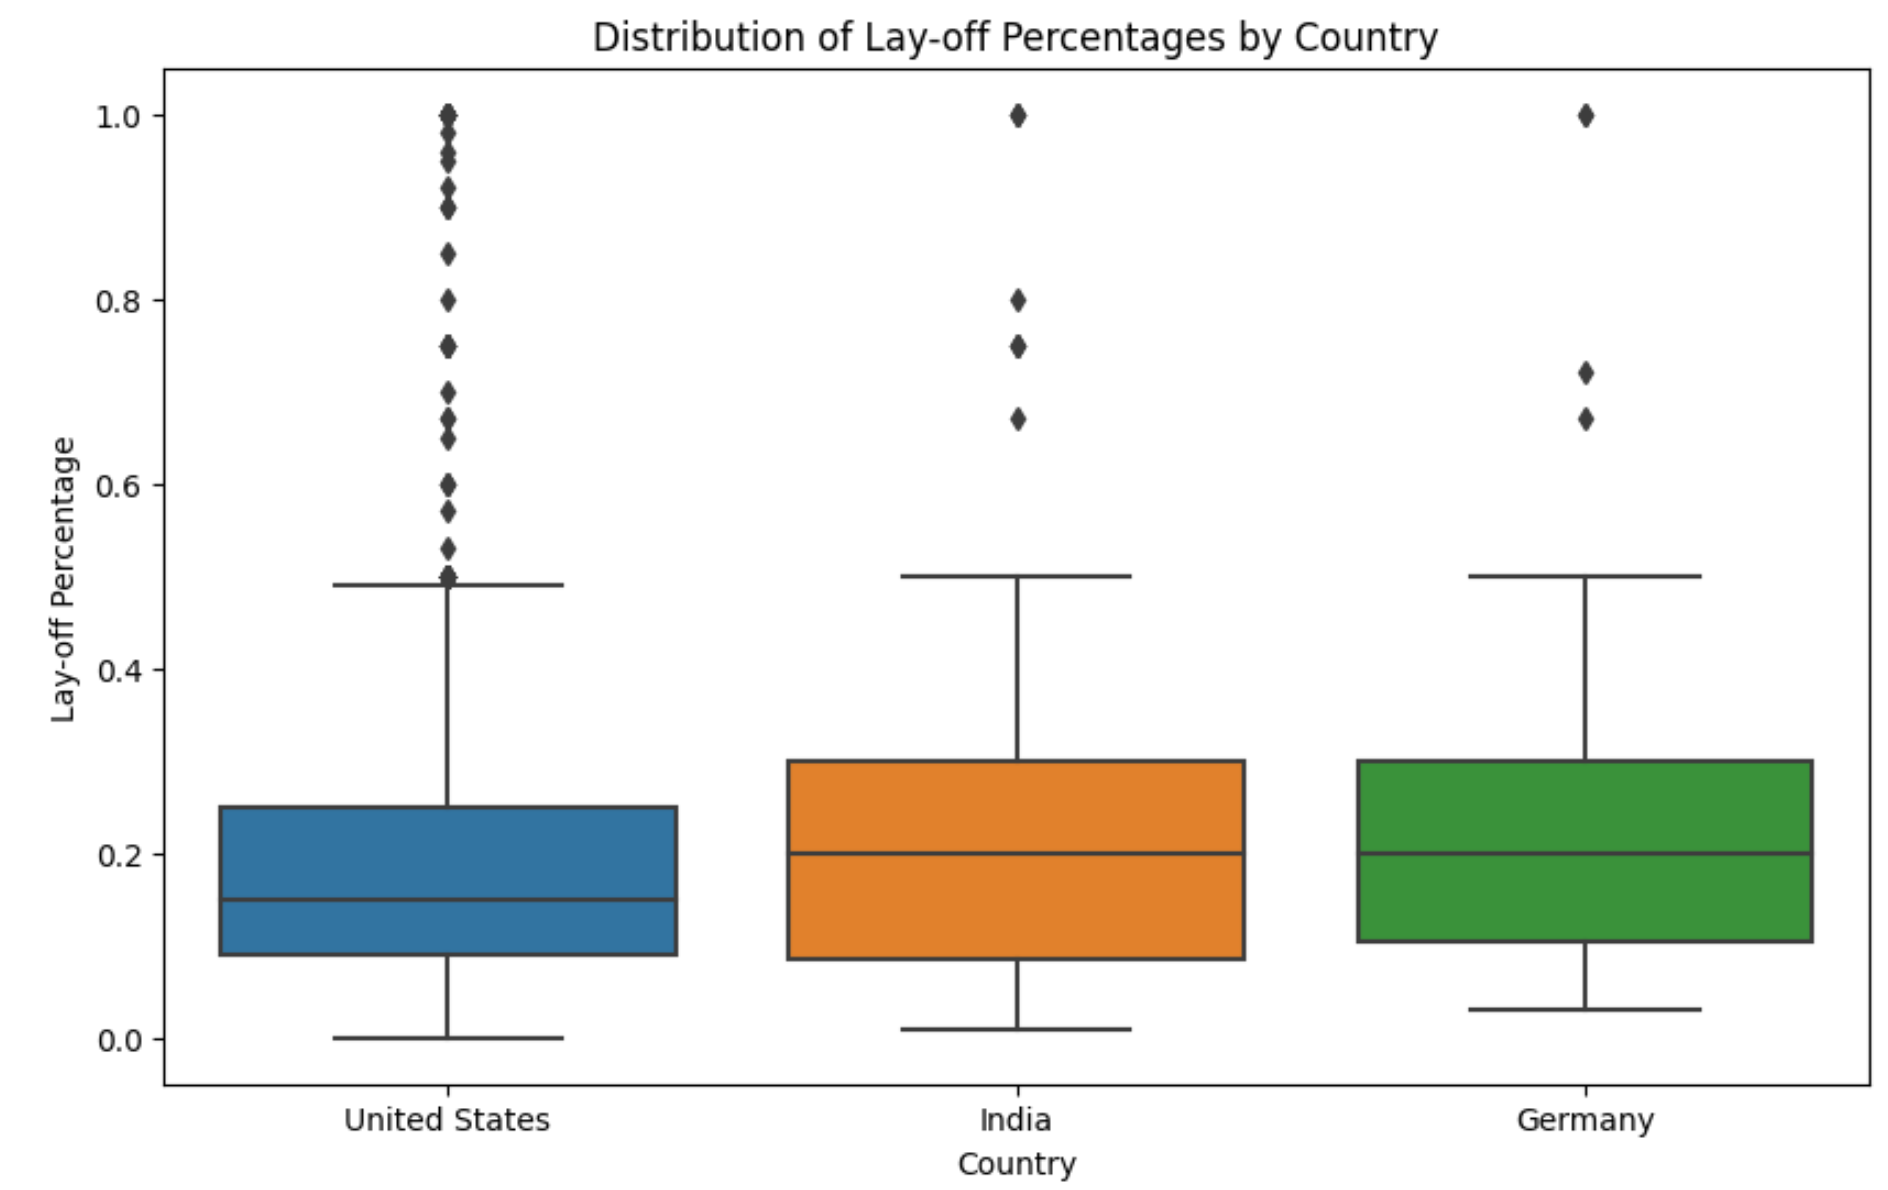 Distribution of Lay-off Percentages by Country
Lay-off Percentage
1.0
0.8
0.6
0.4
0.2
0.0
United States
India
Germany
Country